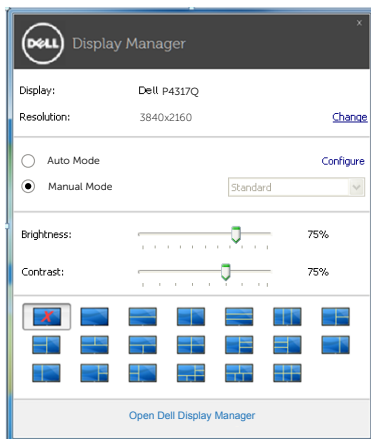 x
DELL Display Manager
Display: Dell P4317Q
Resolution: 3840x2160 Change
Auto Mode Configure
Manual Mode Standard
Brightness: 75%
Contrast: 75%
Open Dell Display Manager